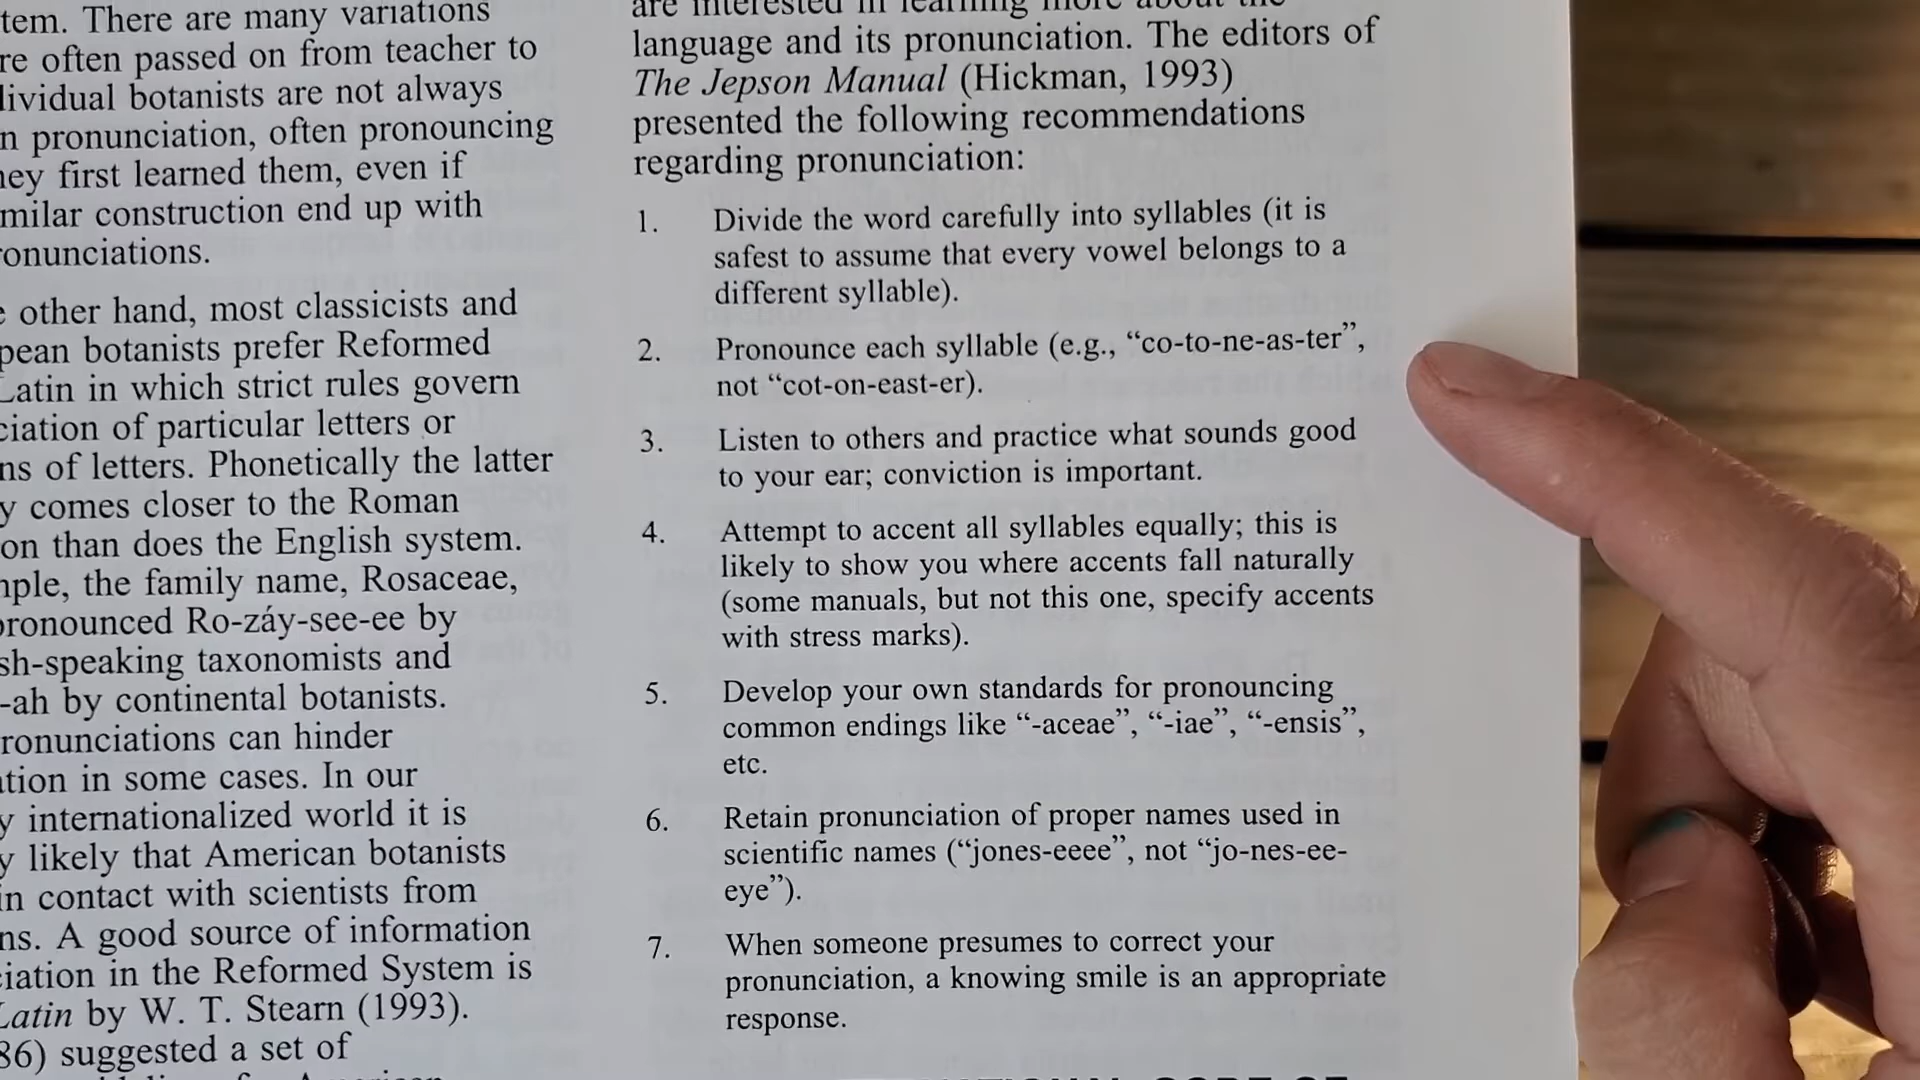 tem. There are many variations
re often passed on from teacher to
dividual botanists are not always
n pronunciation, often pronouncing
hey first learned them, even if
milar construction end up with
onunciations.
other hand, most classicists and
pean botanists prefer Reformed
Latin in which strict rules govern
ciation of particular letters or
ns of letters. Phonetically the latter
y comes closer to the Roman
on than does the English system.
mple, the family name, Rosaceae,
pronounced Ro-záy-see-ee by
sh-speaking taxonomists and
-ah by continental botanists.
ronunciations can hinder
ation in some cases. In our
y internationalized world it is
y likely that American botanists
in contact with scientists from
ns. A good source of information
ciation in the Reformed System is
Latin by W. T. Stearn (1993).
86) suggested a set of
are interested in learning more about the
language and its pronunciation. The editors of
The Jepson Manual (Hickman, 1993)
presented the following recommendations
regarding pronunciation:
1. Divide the word carefully into syllables (it is
safest to assume that every vowel belongs to a
different syllable).
2. Pronounce each syllable (e.g., “co-to-ne-as-ter”,
not “cot-on-east-er).
3. Listen to others and practice what sounds good
to your ear; conviction is important.
4. Attempt to accent all syllables equally; this is
likely to show you where accents fall naturally
(some manuals, but not this one, specify accents
with stress marks).
5. Develop your own standards for pronouncing
common endings like “-aceae”, “-iae”, “-ensis”,
etc.
6. Retain pronunciation of proper names used in
scientific names (“jones-eeee”, not “jo-nes-ee-
eye”).
7. When someone presumes to correct your
pronunciation, a knowing smile is an appropriate
response.